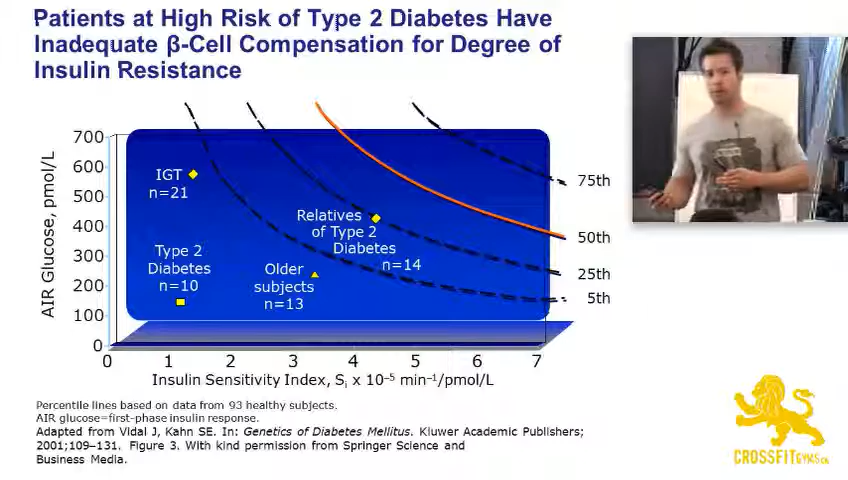 Patients at High Risk of Type 2 Diabetes Have
Inadequate β-Cell Compensation for Degree of
Insulin Resistance
AIR Glucose, pmol/L
700
600
500
400
300
200
100
0
IGT
n=21
Relatives
of Type 2
Diabetes
n=14
Type 2
Diabetes
n=10
Older
subjects
n=13
75th
50th
25th
5th
0 1 2 3 4 5 6 7
Insulin Sensitivity Index, Si x 10–5 min–1/pmol/L
Percentile lines based on data from 93 healthy subjects.
AIR glucose=first-phase insulin response.
Adapted from Vidal J, Kahn SE. In: Genetics of Diabetes Mellitus. Kluwer Academic Publishers;
2001;109–131. Figure 3. With kind permission from Springer Science and
Business Media.